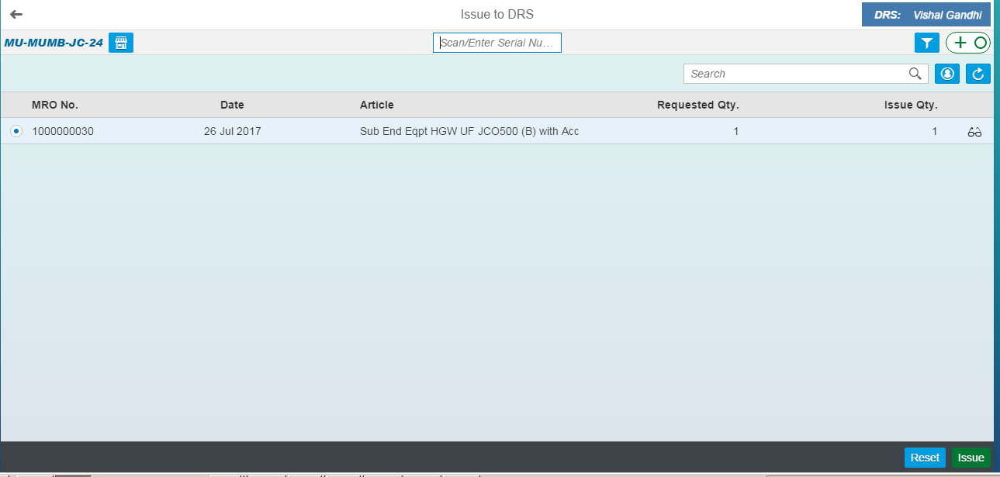 Issue to DRS
DRS: Vishal Gandhi
MU-MUMB-JC-24
Scan/Enter Serial Nu...
Search
MRO No. Date Article Requested Qty. Issue Qty.
1000000030 26 Jul 2017 Sub End Eqpt HGW UF JCO500 (B) with Acc 1 1
Reset Issue